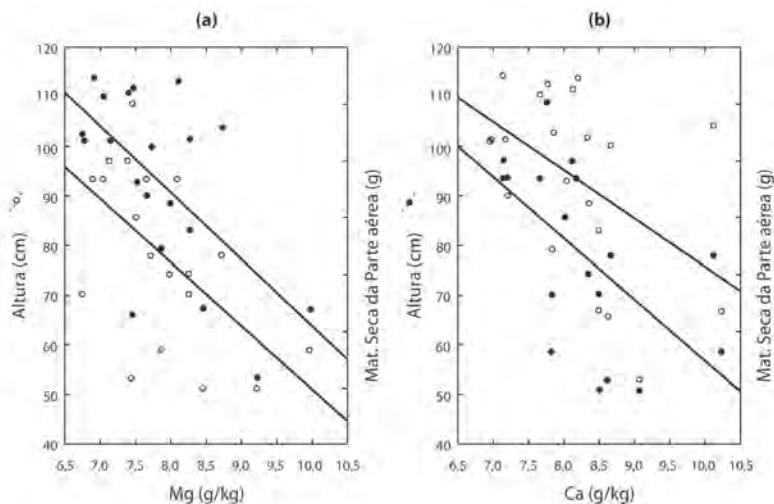 (a)
120
110
100
90
80
70
60
50
40
Altura (cm)
6,5 7,0 7,5 8,0 8,5 9,0 9,5 10,0 10,5
Mg (g/kg)
Mat. Seca da Parte aérea (g)
(b)
120
110
100
90
80
70
60
50
40
Altura (cm)
6,5 7,0 7,5 8,0 8,5 9,0 9,5 10,0 10,5
Ca (g/kg)
Mat. Seca da Parte aérea (g)